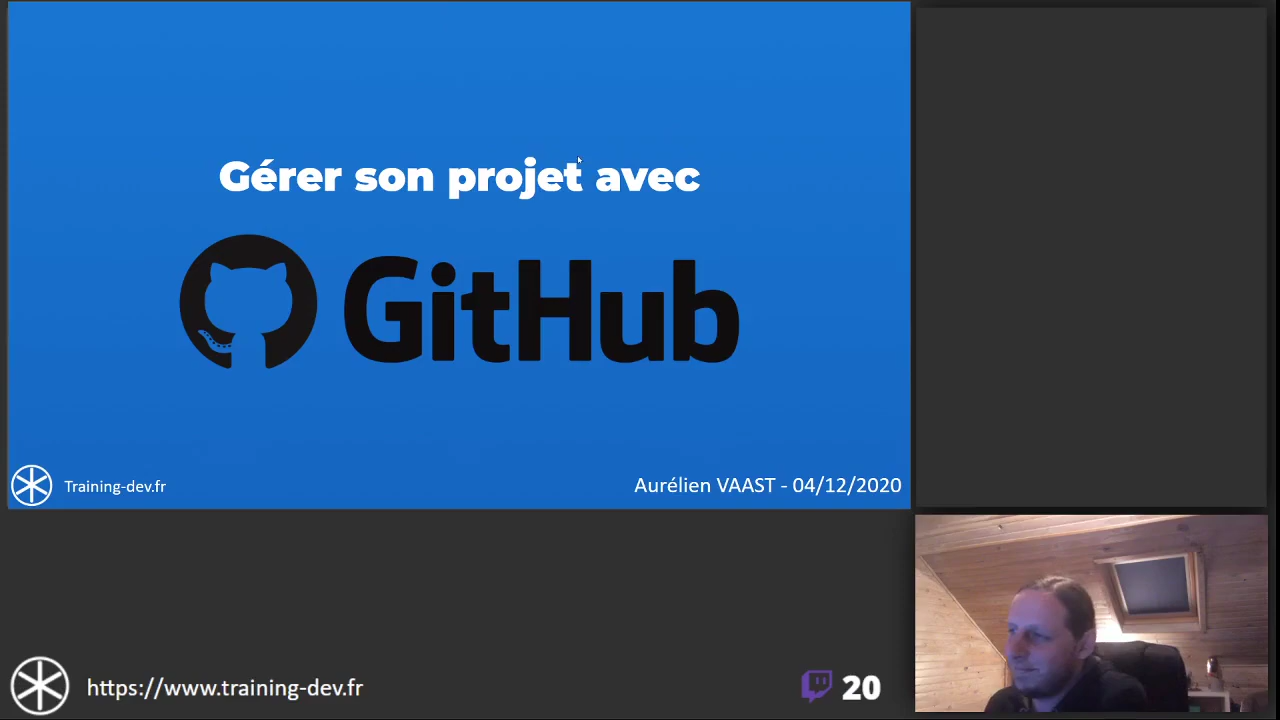 Gérer son projet avec
GitHub
Training-dev.fr
Aurélien VAAST - 04/12/2020
https://www.training-dev.fr
20